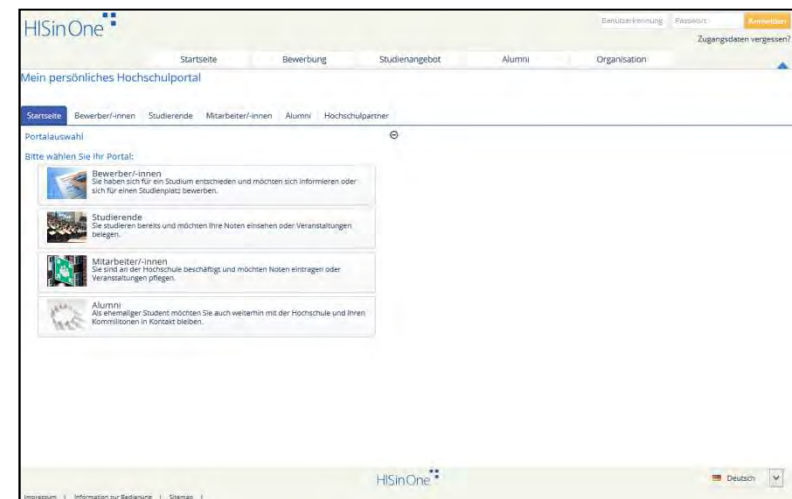 HISinOne
Benutzerkennung Passwort Anmelden
Zugangsdaten vergessen?
Startseite Bewerbung Studienangebot Alumni Organisation
Mein persönliches Hochschulportal
Startseite Bewerber/-innen Studierende Mitarbeiter/-innen Alumni Hochschulpartner
Portalauswahl
Bitte wählen Sie Ihr Portal:
Bewerber/-innen
Sie haben sich für ein Studium entschieden und möchten sich informieren oder
sich für einen Studienplatz bewerben.
Studierende
Sie studieren bereits und möchten Ihre Noten einsehen oder Veranstaltungen
belegen.
Mitarbeiter/-innen
Sie sind an der Hochschule beschäftigt und möchten Noten eintragen oder
Veranstaltungen pflegen.
Alumni
Als ehemaliger Student möchten Sie auch weiterhin mit der Hochschule und Ihren
Kommilitonen in Kontakt bleiben.
HISinOne
Deutsch
Impressum | Information zur Bedienung | Sitemap |